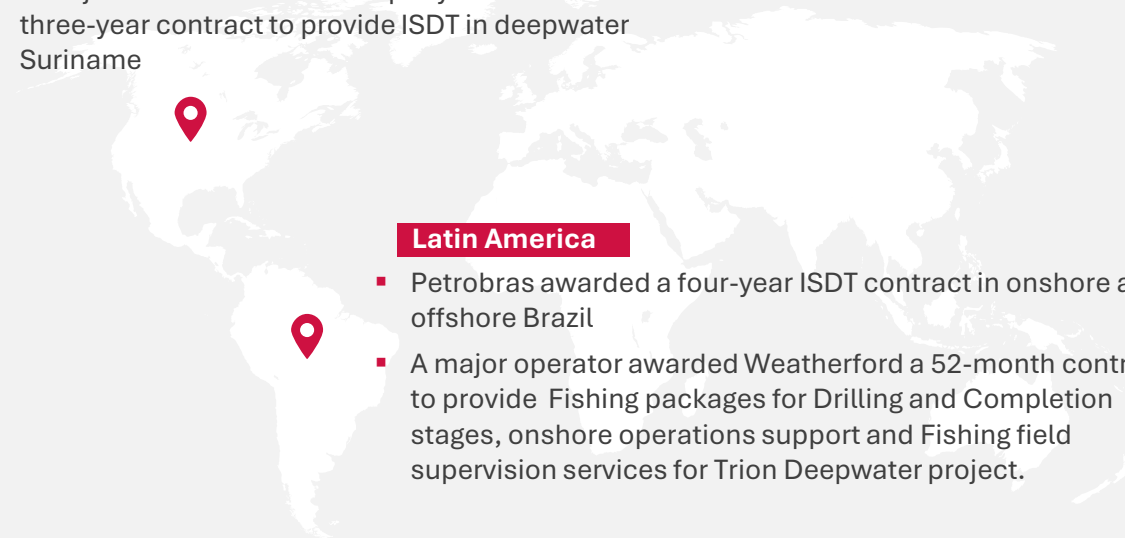 three-year contract to provide ISDT in deepwater
Suriname
Latin America
▪ Petrobras awarded a four-year ISDT contract in onshore
offshore Brazil
▪ A major operator awarded Weatherford a 52-month
to provide Fishing packages for Drilling and Completion
stages, onshore operations support and Fishing field
supervision services for Trion Deepwater project.